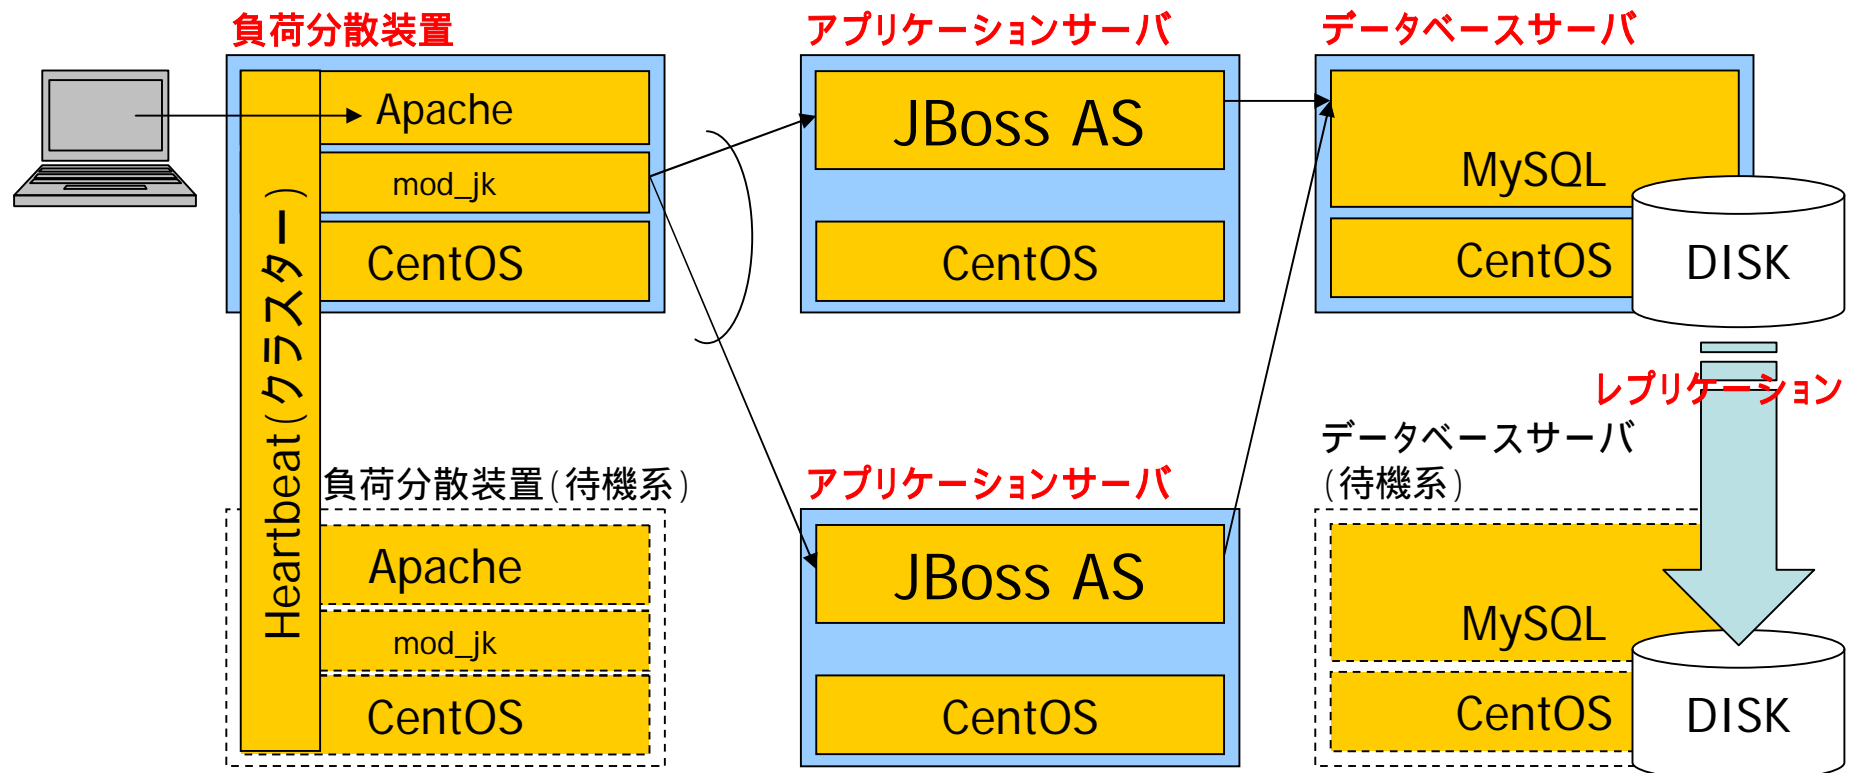 負荷分散装置
Apache
mod_jk
CentOS
Heartbeat(クラスター)
負荷分散装置(待機系)
Apache
mod_jk
CentOS
アプリケーションサーバ
JBoss AS
CentOS
アプリケーションサーバ
JBoss AS
CentOS
データベースサーバ
MySQL
CentOS
DISK
レプリケーション
データベースサーバ
(待機系)
MySQL
CentOS
DISK